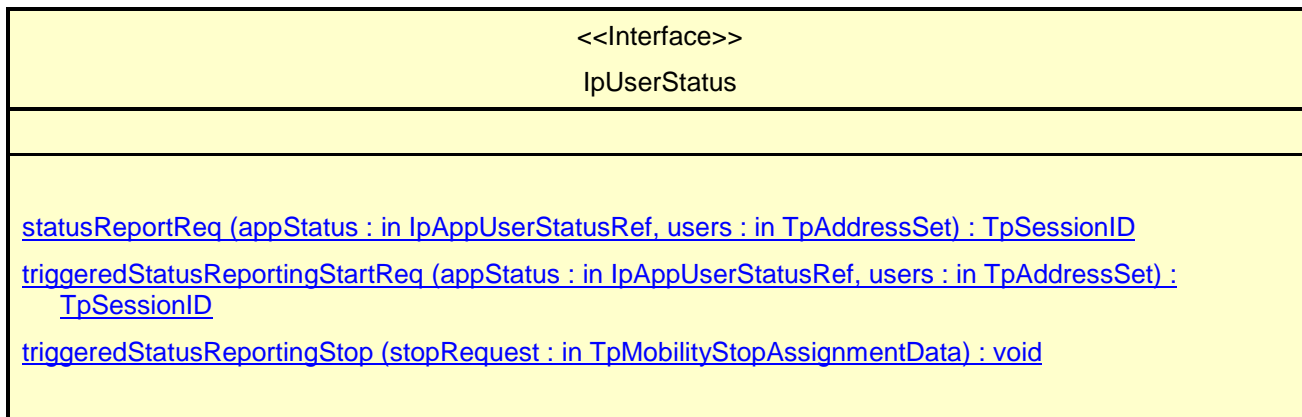 <<Interface>>
IpUserStatus
statusReportReq (appStatus : in IpAppUserStatusRef, users : in TpAddressSet) : TpSessionID
triggeredStatusReportingStartReq (appStatus : in IpAppUserStatusRef, users : in TpAddressSet) :
TpSessionID
triggeredStatusReportingStop (stopRequest : in TpMobilityStopAssignmentData) : void